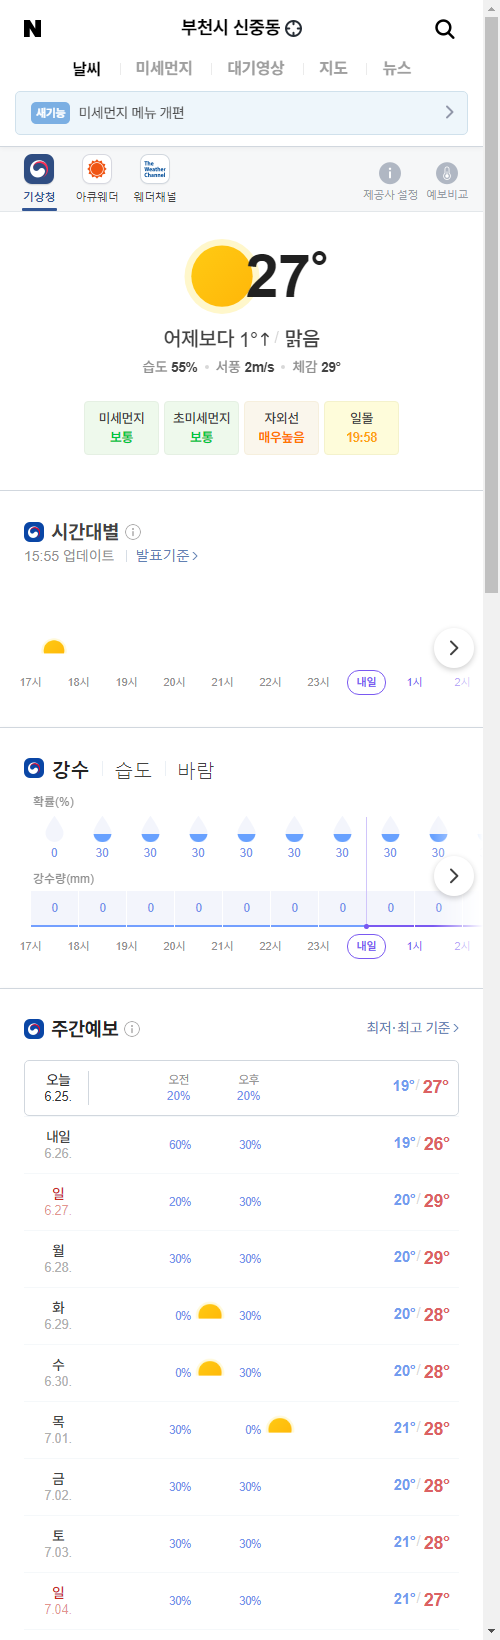 N
부천시 신중동
날씨 미세먼지 대기영상 지도 뉴스
새기능 미세먼지 메뉴 개편
The Weather Channel
기상청 아큐웨더 웨더채널 제공사 설정 예보비교
27°
어제보다 1°↑ / 맑음
습도 55% 서풍 2m/s 체감 29°
미세먼지 초미세먼지 자외선 일몰
보통 보통 매우높음 19:58
시간대별
15:55 업데이트 발표기준 >
17시 18시 19시 20시 21시 22시 23시 내일 1시 2시
강수 습도 바람
확률(%)
0 30 30 30 30 30 30 30 30
강수량(mm)
0 0 0 0 0 0 0 0 0
17시 18시 19시 20시 21시 22시 23시 내일 1시 2시
주간예보 최저·최고 기준 >
오늘 오전 오후
6.25. 20% 20% 19°/27°
내일
6.26. 60% 30% 19°/26°
일
6.27. 20% 30% 20°/29°
월
6.28. 30% 30% 20°/29°
화
6.29. 0% 30% 20°/28°
수
6.30. 0% 30% 20°/28°
목
7.01. 30% 0% 21°/28°
금
7.02. 30% 30% 20°/28°
토
7.03. 30% 30% 21°/28°
일
7.04. 30% 30% 21°/27°